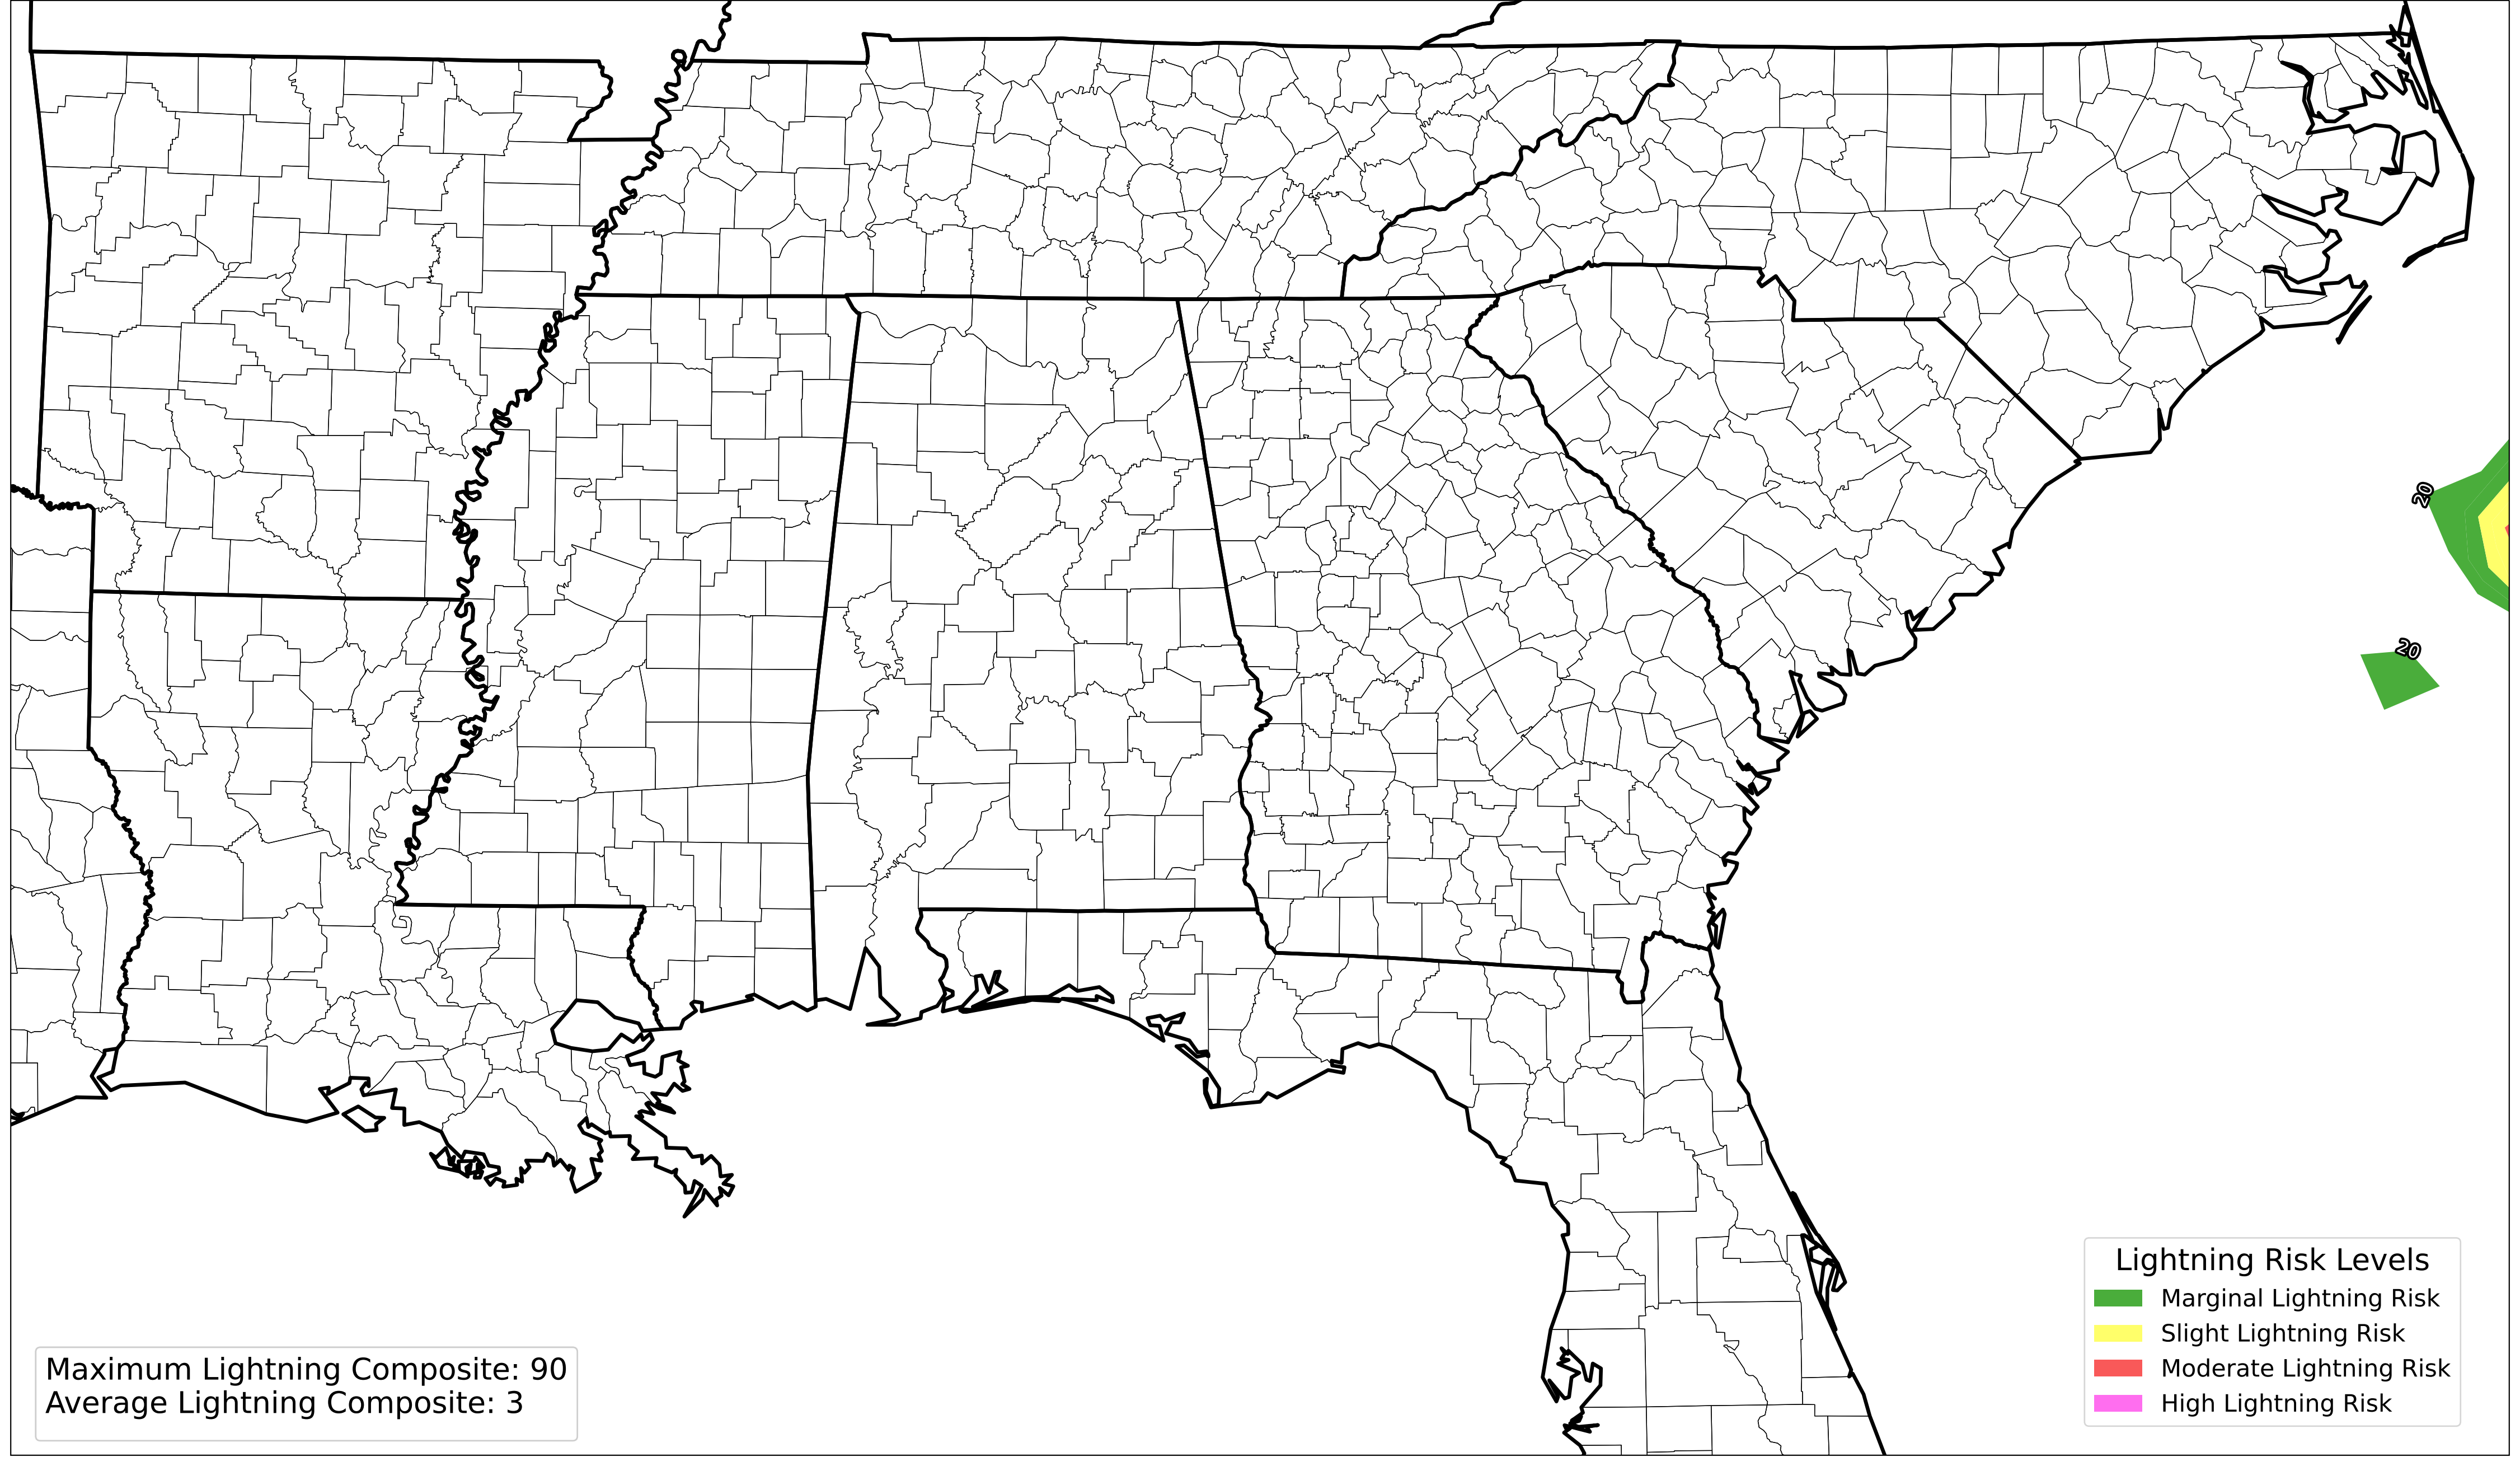 20
20
Lightning Risk Levels
Marginal Lightning Risk
Slight Lightning Risk
Moderate Lightning Risk
High Lightning Risk
Maximum Lightning Composite: 90
Average Lightning Composite: 3